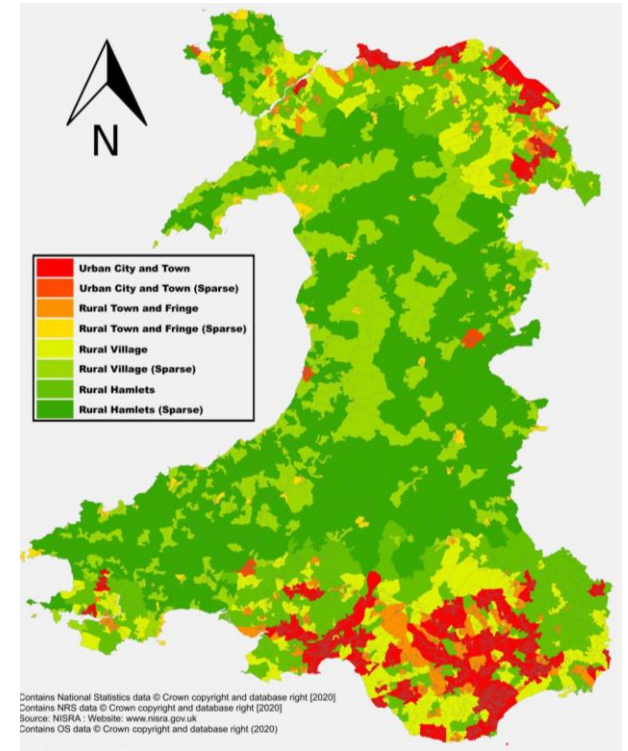 N
Urban City and Town
Urban City and Town (Sparse)
Rural Town and Fringe
Rural Town and Fringe (Sparse)
Rural Village
Rural Village (Sparse)
Rural Hamlets
Rural Hamlets (Sparse)
Contains National Statistics data © Crown copyright and database right [2020]
Contains NRS data © Crown copyright and database right [2020]
Source: NISRA : Website: www.nisra.gov.uk
Contains OS data © Crown copyright and database right (2020)